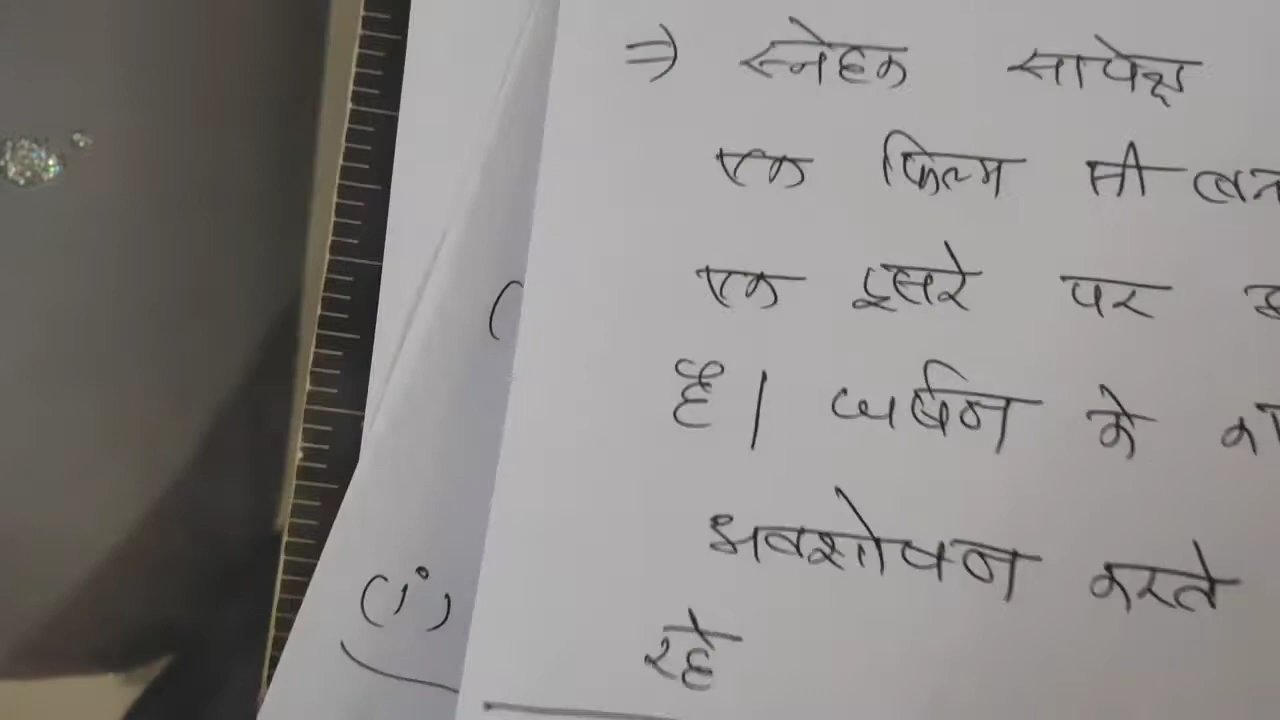 ⇒ स्नेहक सापेक्ष
एक फिल्म सी
एक दूसरे पर
है। घर्षण के
अवशोषण करते
रहे
(i)